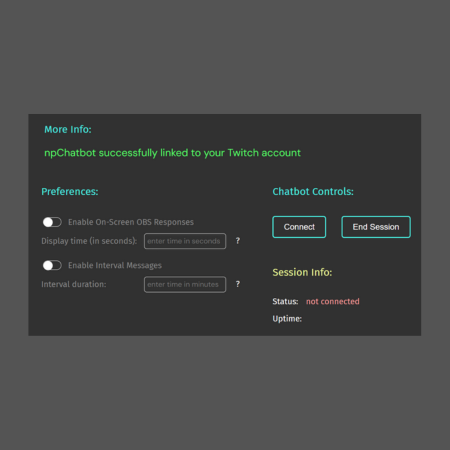 More Info:
npChatbot successfully linked to your Twitch account
Preferences:
Enable On-Screen OBS Responses
Display time (in seconds): enter time in seconds ?
Enable Interval Messages
Interval duration: enter time in minutes ?
Chatbot Controls:
Connect End Session
Session Info:
Status: not connected
Uptime: